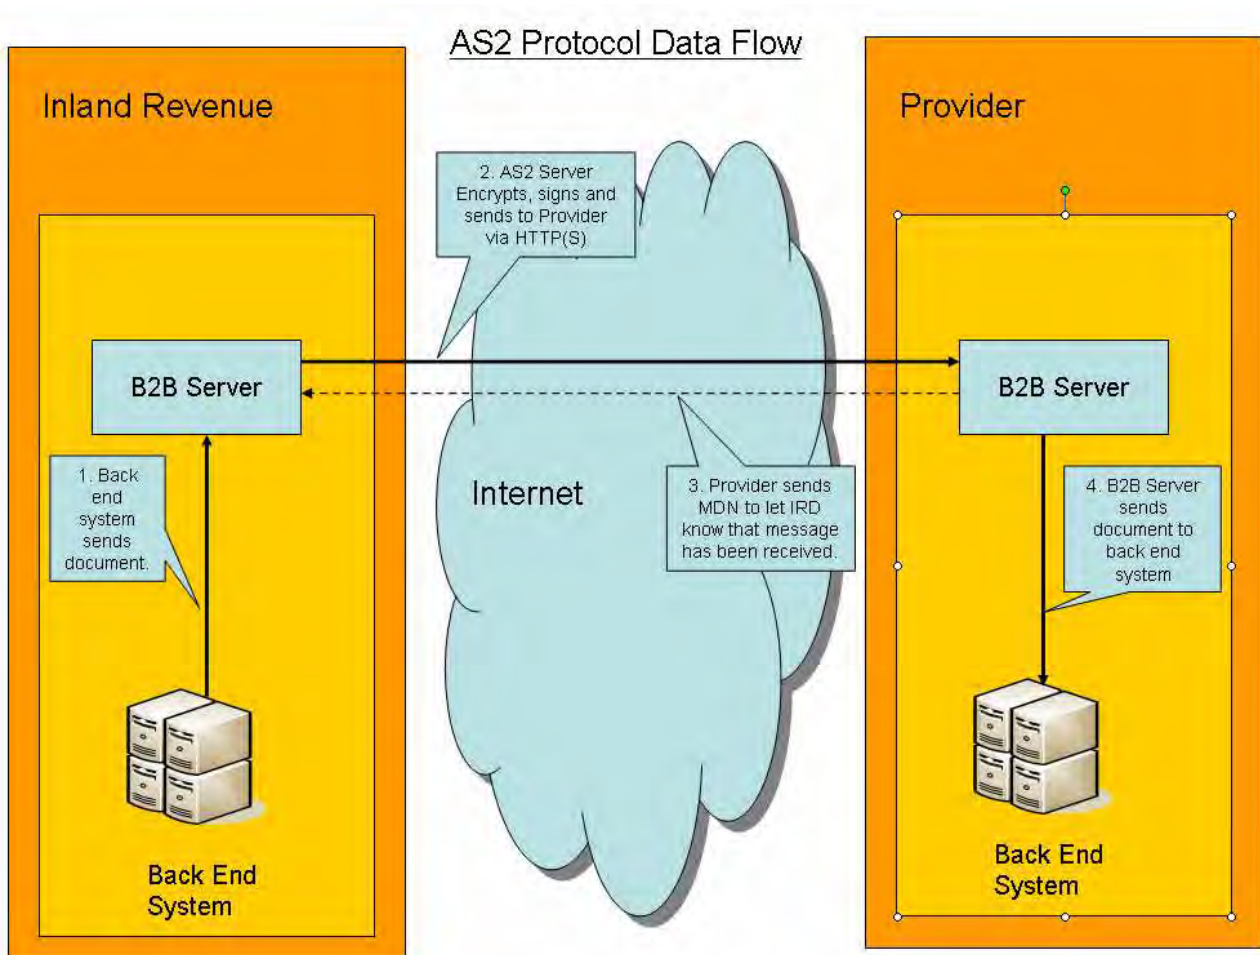 AS2 Protocol Data Flow
Inland Revenue
Provider
2. AS2 Server
Encrypts, signs and
sends to Provider
via HTTP(S)
B2B Server
B2B Server
1. Back
end
system
sends
document.
Internet
3. Provider sends
MDN to let IRD
know that message
has been received.
4. B2B Server
sends
document to
back end
system
Back End
System
Back End
System